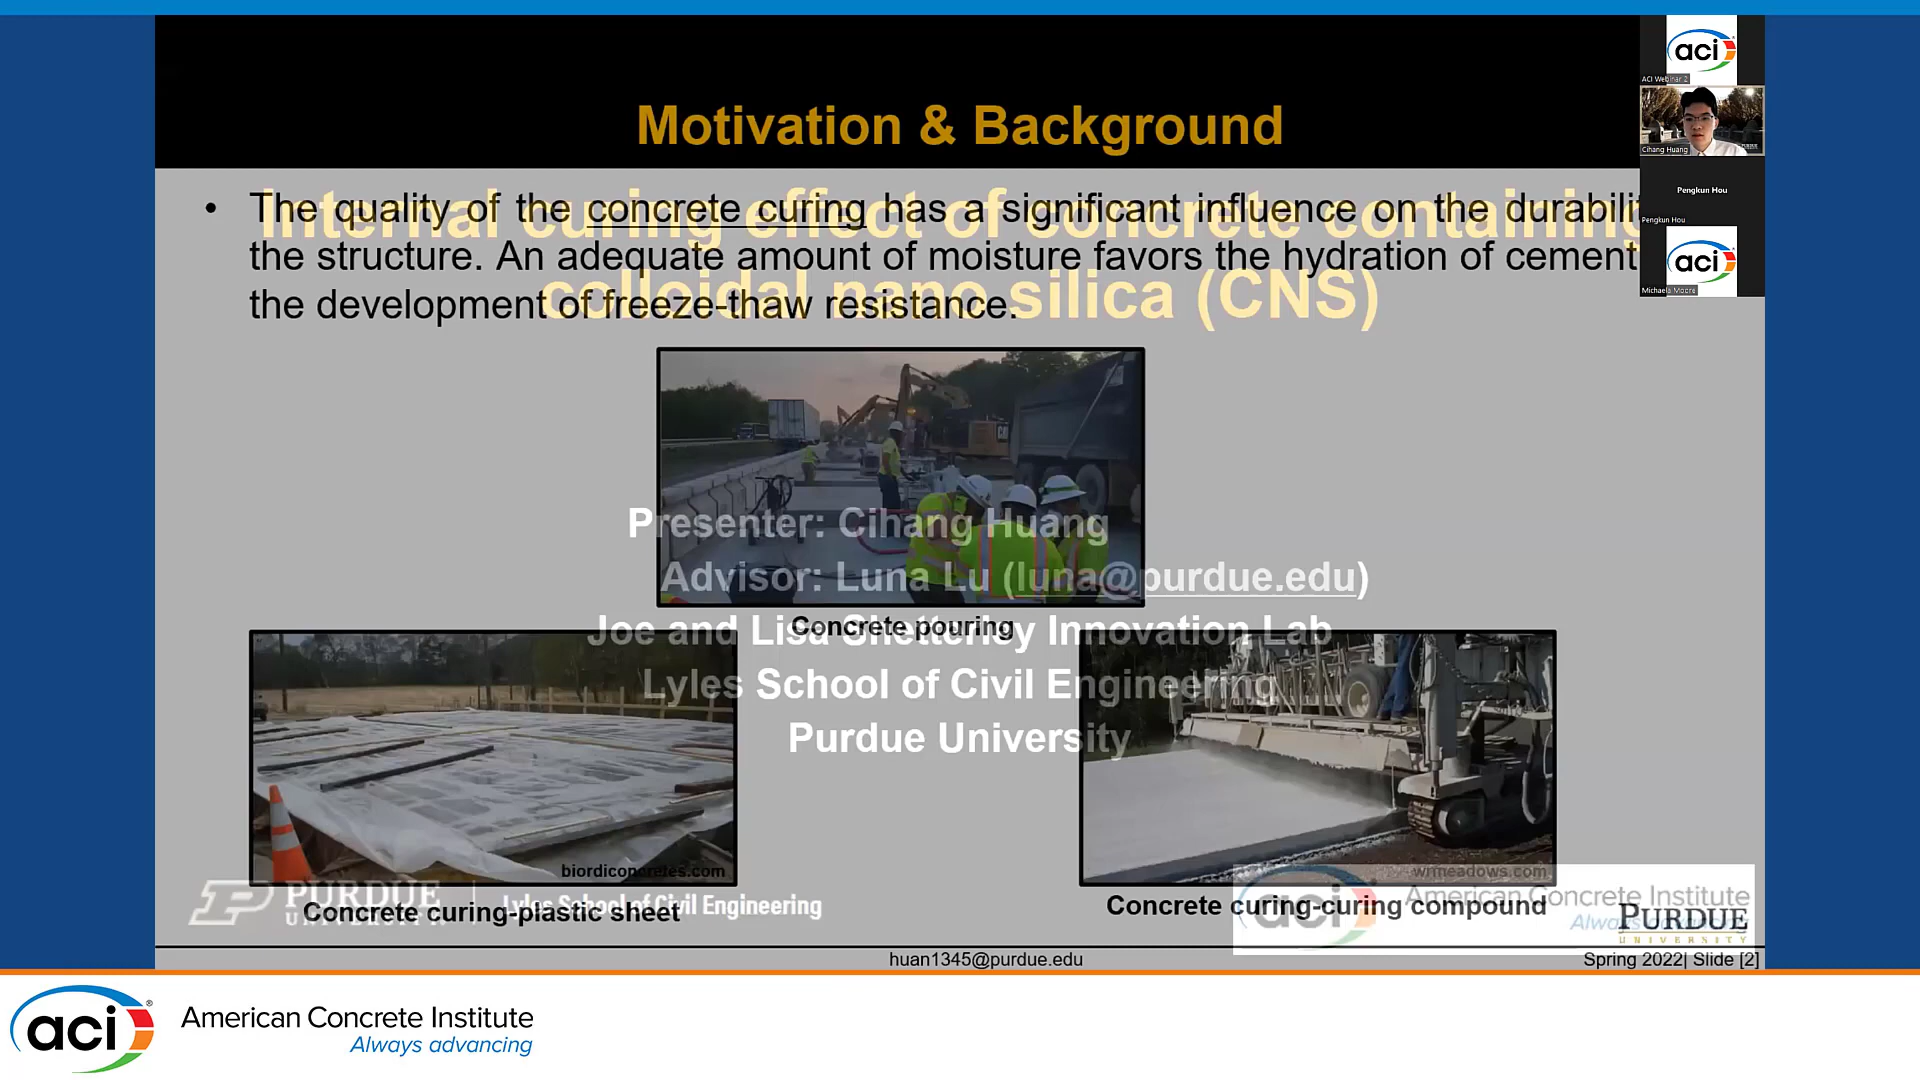 Motivation & Background
• The quality of the concrete curing has a significant influence on the durabili
the structure. An adequate amount of moisture favors the hydration of cement
the development of freeze-thaw resistance.
Internal curing effect of concrete containing
colloidal nano silica (CNS)
Presenter: Cihang Huang
Advisor: Luna Lu (luna@purdue.edu)
Joe and Lisa Shetterley Innovation Lab
Lyles School of Civil Engineering
Purdue University
Concrete pouring
biordiconcretes.com
Concrete curing-plastic sheet
wrmeadows.com
Concrete curing-curing compound
PURDUE
UNIVERSITY
Lyles School of Civil Engineering
aci
American Concrete Institute
Always advancing
PURDUE
UNIVERSITY
huan1345@purdue.edu
Spring 2022| Slide [2]
aci
ACI Webinar 2
Cihang Huang
Pengkun Hou
Pengkun Hou
aci
Michaela Moore
aci
American Concrete Institute
Always advancing